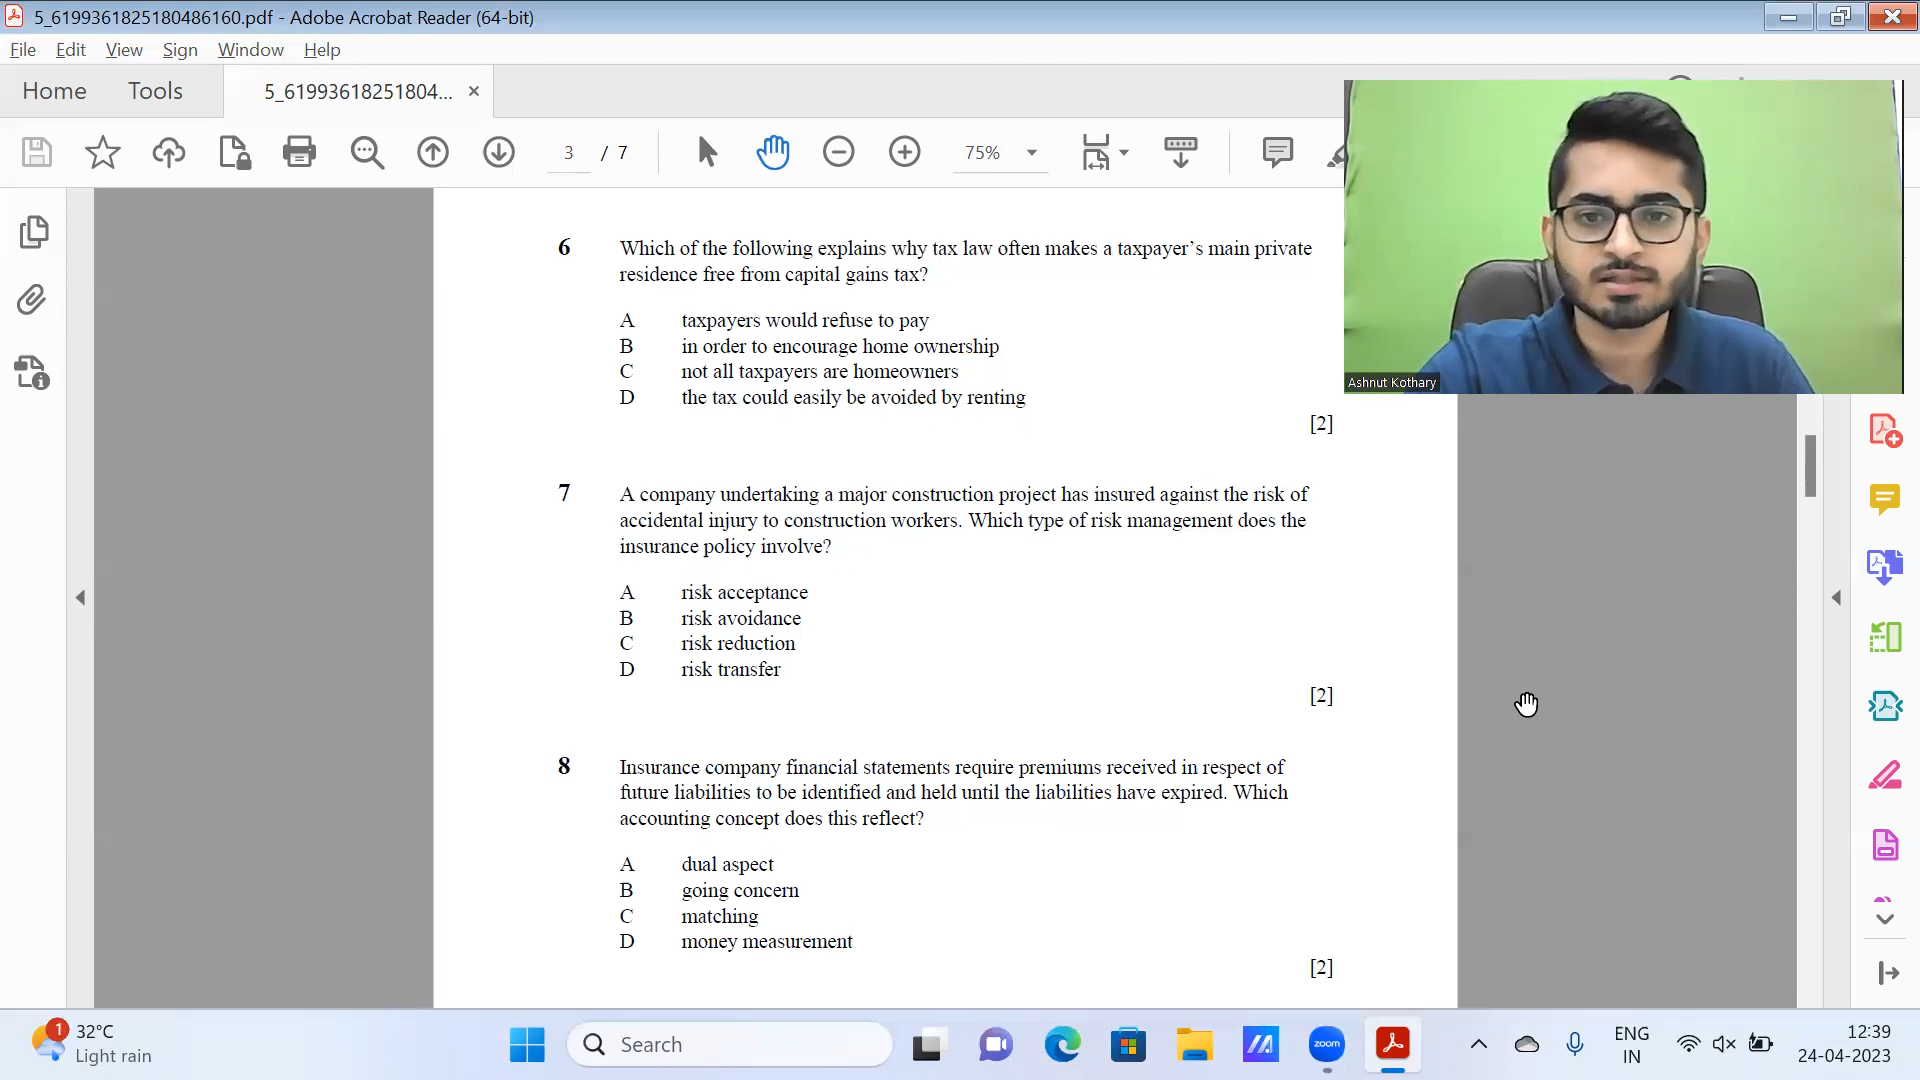 5_6199361825180486160.pdf - Adobe Acrobat Reader (64-bit)
File Edit View Sign Window Help
Home Tools 5_61993618251804... ×
3 / 7 75%
Ashnut Kothary
6 Which of the following explains why tax law often makes a taxpayer’s main private
residence free from capital gains tax?
A taxpayers would refuse to pay
B in order to encourage home ownership
C not all taxpayers are homeowners
D the tax could easily be avoided by renting
[2]
7 A company undertaking a major construction project has insured against the risk of
accidental injury to construction workers. Which type of risk management does the
insurance policy involve?
A risk acceptance
B risk avoidance
C risk reduction
D risk transfer
[2]
8 Insurance company financial statements require premiums received in respect of
future liabilities to be identified and held until the liabilities have expired. Which
accounting concept does this reflect?
A dual aspect
B going concern
C matching
D money measurement
[2]
1 32°C
Light rain
Search
zoom
ENG
IN
12:39
24-04-2023